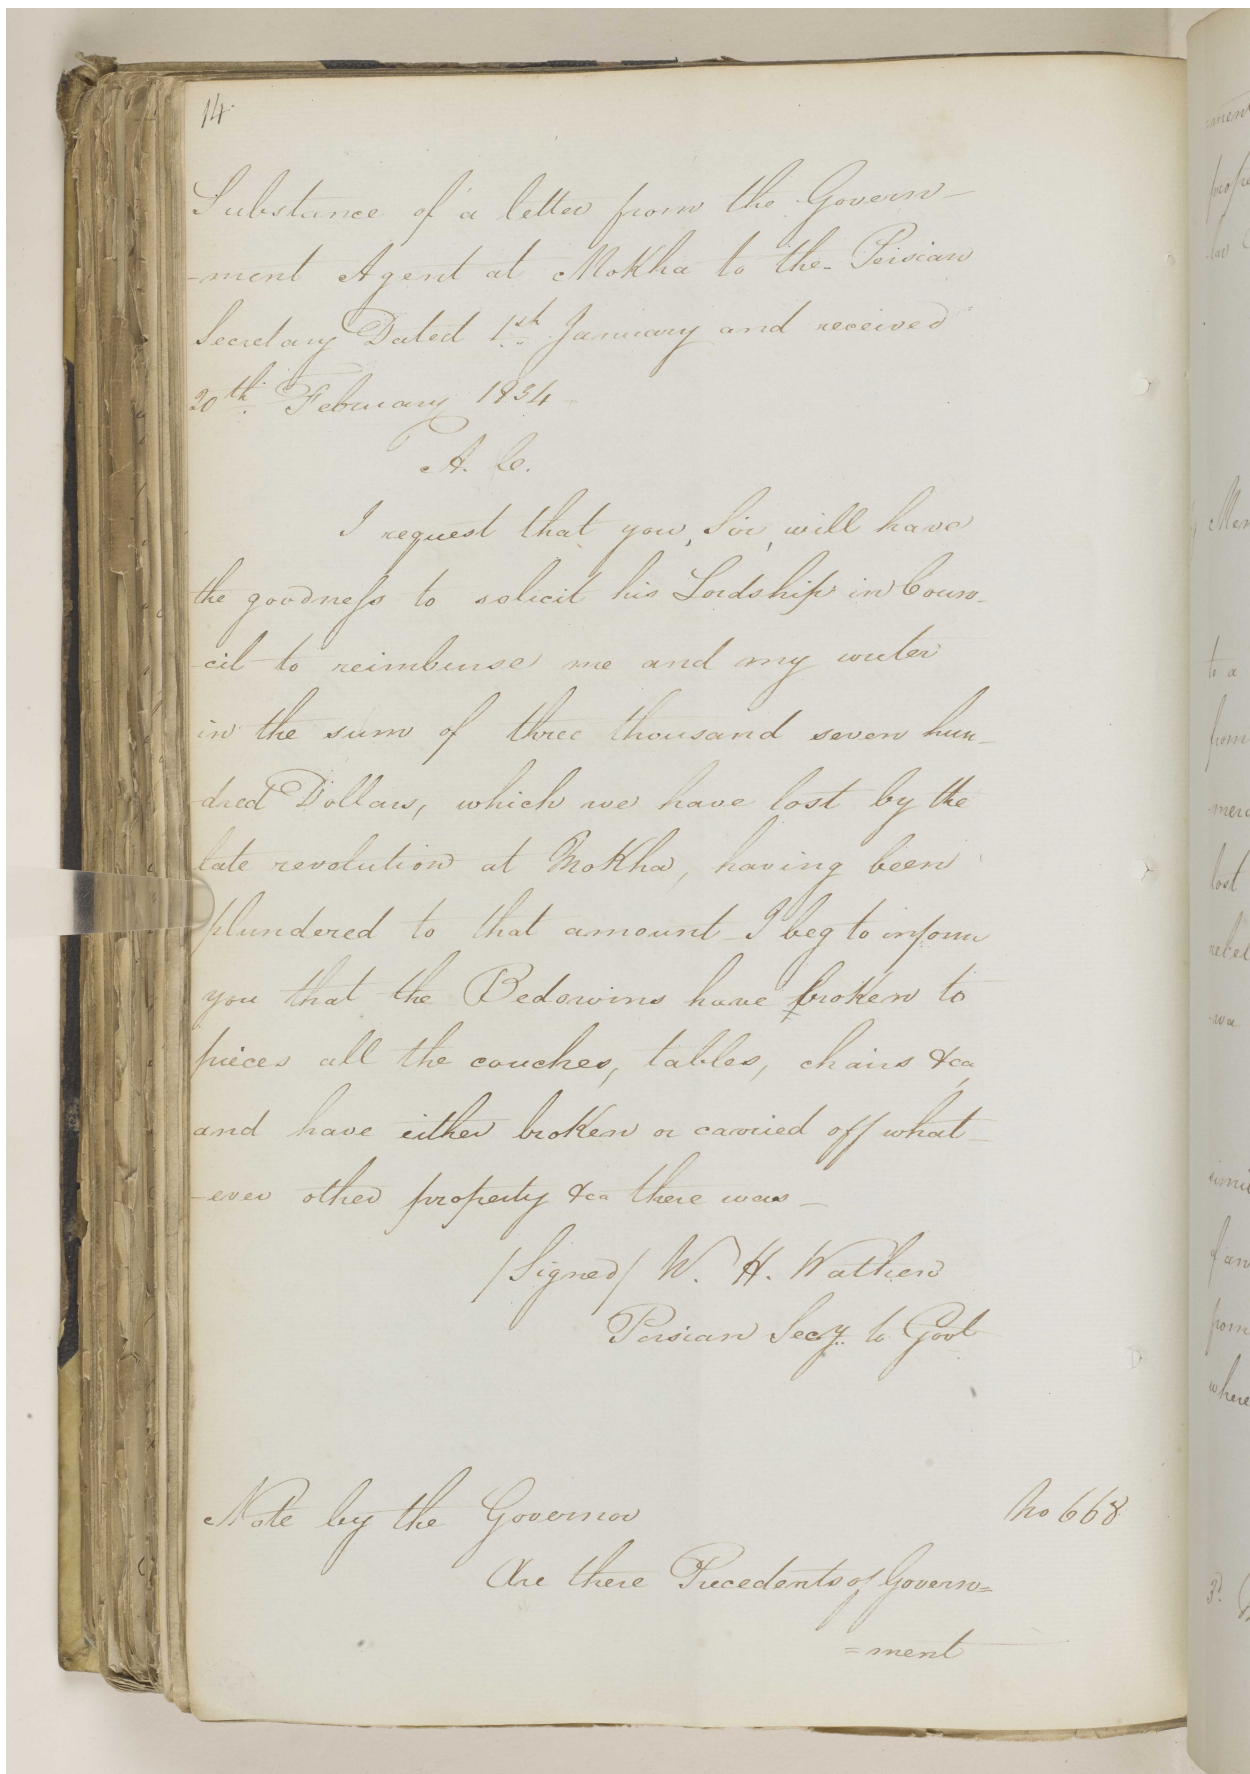 14
Substance of a letter from the Govern-
-ment Agent at Mokha to the Persian
Secretary Dated 1st January and received
20th February 1834
A. C.
I request that you, Sir, will have
the goodness to solicit his Lordship in Coun-
-cil to reimburse me and my writer
in the sum of three thousand seven hun-
-dred Dollars, which we have lost by the
late revolution at Mokha, having been
plundered to that amount - I beg to inform
you that the Bedowins have broken to
pieces all the couches, tables, chairs &ca
and have either broken or carried off what-
-ever other property &ca there was -
/Signed/ W. H. Wathen
Persian Secy. to Govt
Note by the Governor
No 668
Are there Precedents of Govern=
=ment